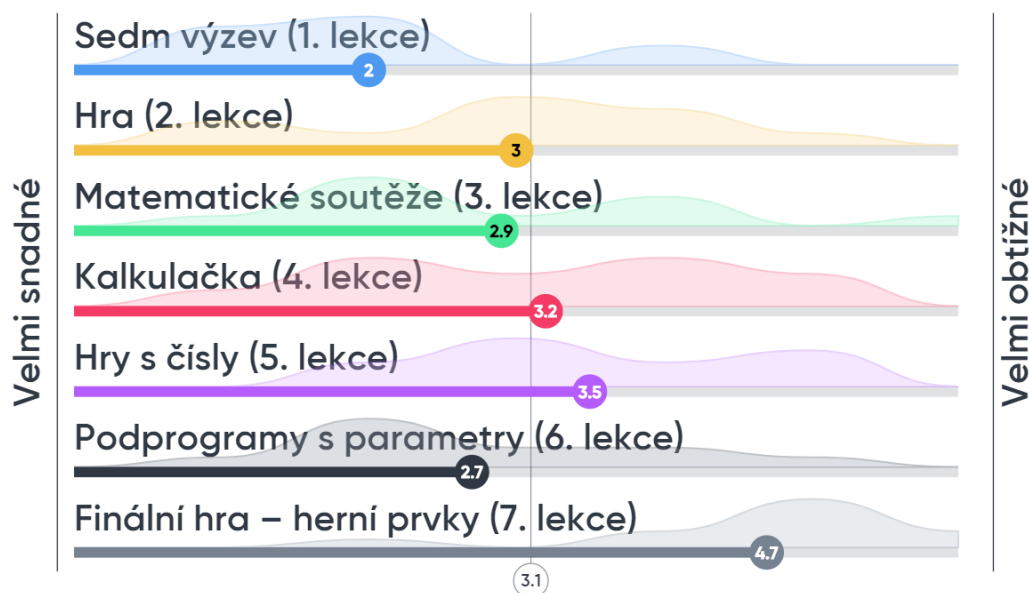 Velmi snadné
Sedm výzev (1. lekce)
2
Hra (2. lekce)
3
Matematické soutěže (3. lekce)
2.9
Kalkulačka (4. lekce)
3.2
Hry s čísly (5. lekce)
3.5
Podprogramy s parametry (6. lekce)
2.7
Finální hra – herní prvky (7. lekce)
4.7
3.1
Velmi obtížné